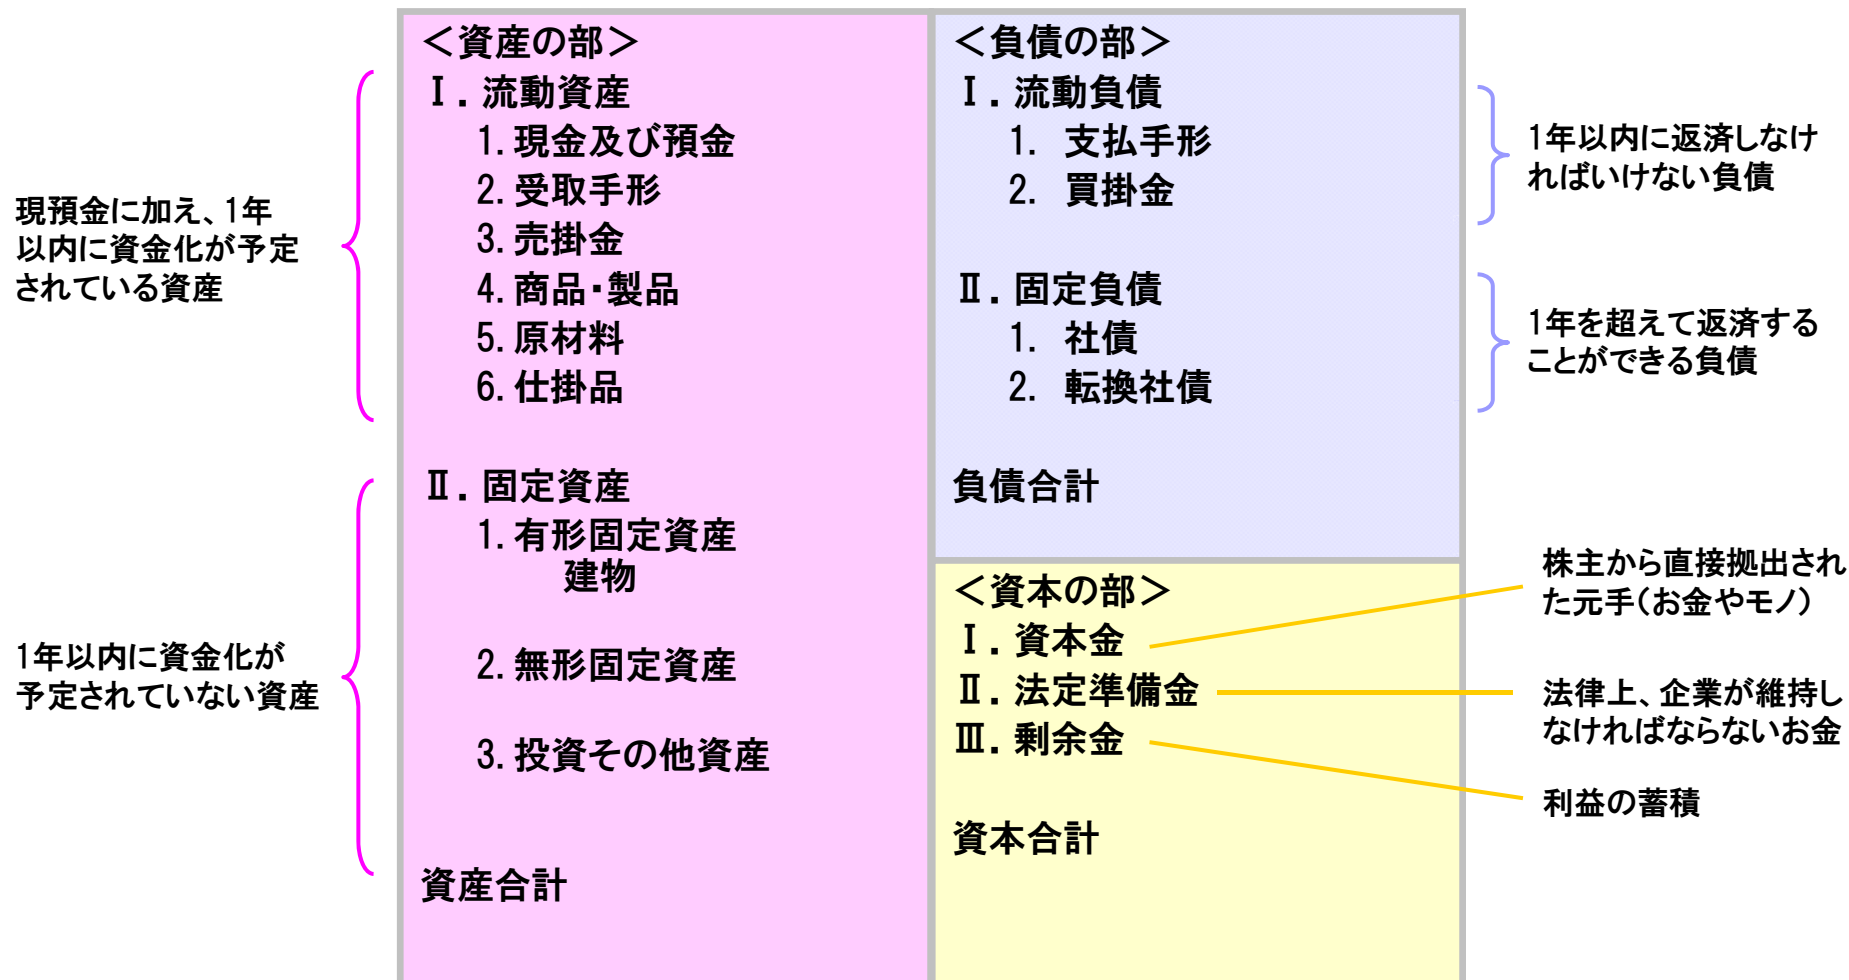 現預金に加え、1年
以内に資金化が予定
されている資産
1年以内に資金化が
予定されていない資産
＜資産の部＞
Ⅰ．流動資産
1．現金及び預金
2．受取手形
3．売掛金
4．商品・製品
5．原材料
6．仕掛品
Ⅱ．固定資産
1．有形固定資産
建物
2．無形固定資産
3．投資その他資産
資産合計
＜負債の部＞
Ⅰ．流動負債
1． 支払手形
2． 買掛金
Ⅱ．固定負債
1． 社債
2． 転換社債
負債合計
＜資本の部＞
Ⅰ．資本金
Ⅱ．法定準備金
Ⅲ．剰余金
資本合計
1年以内に返済しなけ
ればいけない負債
1年を超えて返済する
ことができる負債
株主から直接拠出され
た元手（お金やモノ）
法律上、企業が維持し
なければならないお金
利益の蓄積